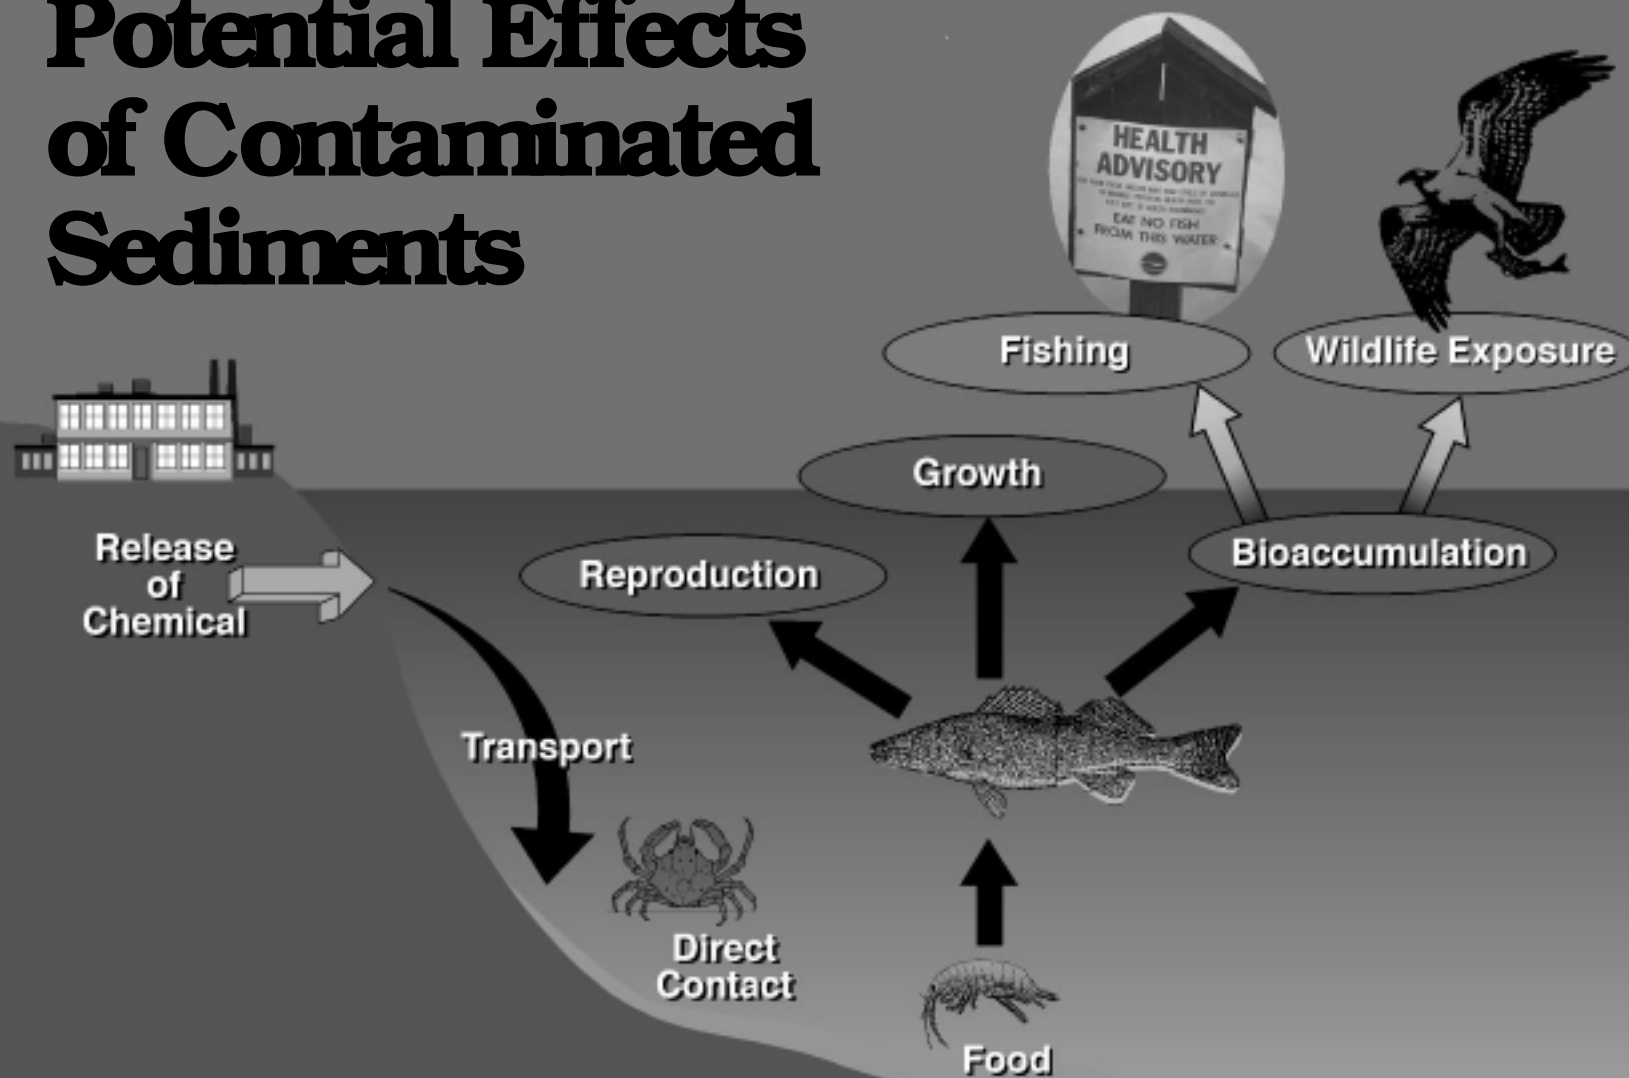 Potential Effects
of Contaminated
Sediments
HEALTH
ADVISORY
EAT NO FISH
FROM THIS WATER
Fishing
Wildlife Exposure
Growth
Bioaccumulation
Reproduction
Release
of
Chemical
Transport
Direct
Contact
Food